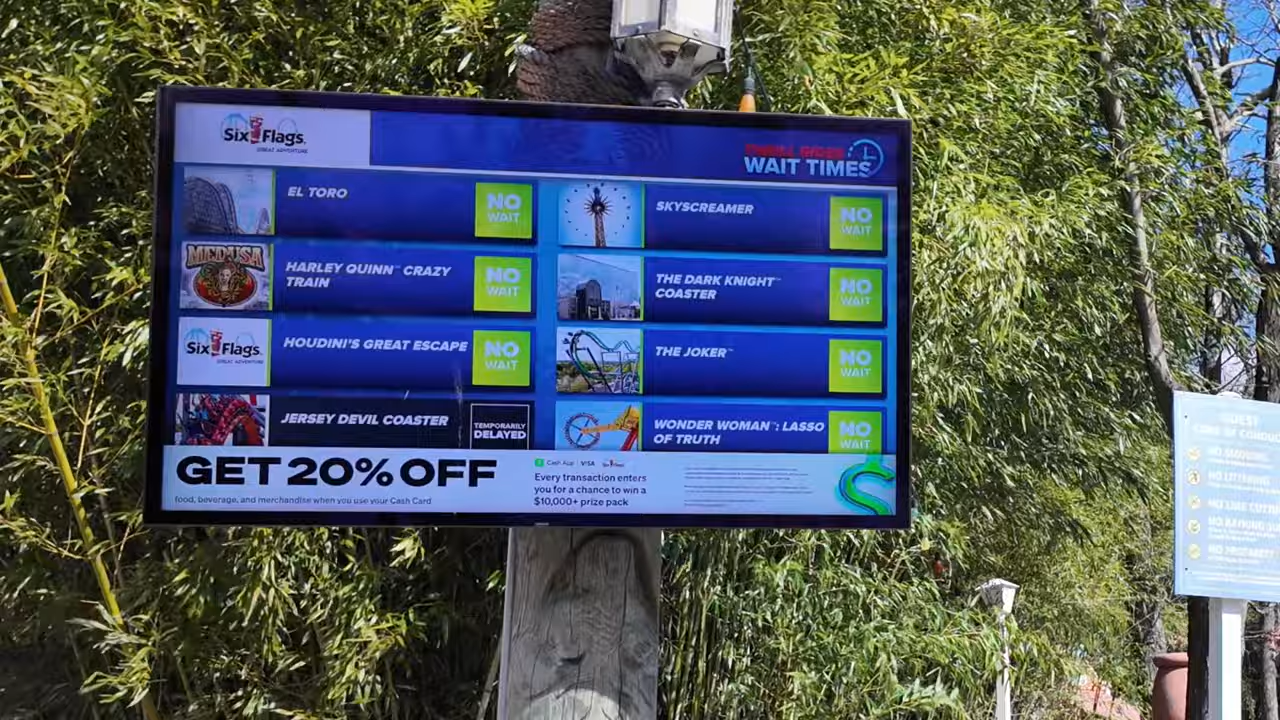 Six Flags
GREAT ADVENTURE
THRILL RIDES
WAIT TIMES
EL TORO
NO
WAIT
MEDUSA
HARLEY QUINN™ CRAZY
TRAIN
NO
WAIT
Six Flags
GREAT ADVENTURE
HOUDINI'S GREAT ESCAPE
NO
WAIT
JERSEY DEVIL COASTER
TEMPORARILY
DELAYED
SKYSCREAMER
NO
WAIT
THE DARK KNIGHT™
COASTER
NO
WAIT
THE JOKER™
NO
WAIT
WONDER WOMAN™: LASSO
OF TRUTH
NO
WAIT
GET 20% OFF
food, beverage, and merchandise when you use your Cash Card
Cash App VISA Six Flags
Every transaction enters
you for a chance to win a
$10,000+ prize pack
NO SMOKING
NO LITTERING
NO LINE CUTTING